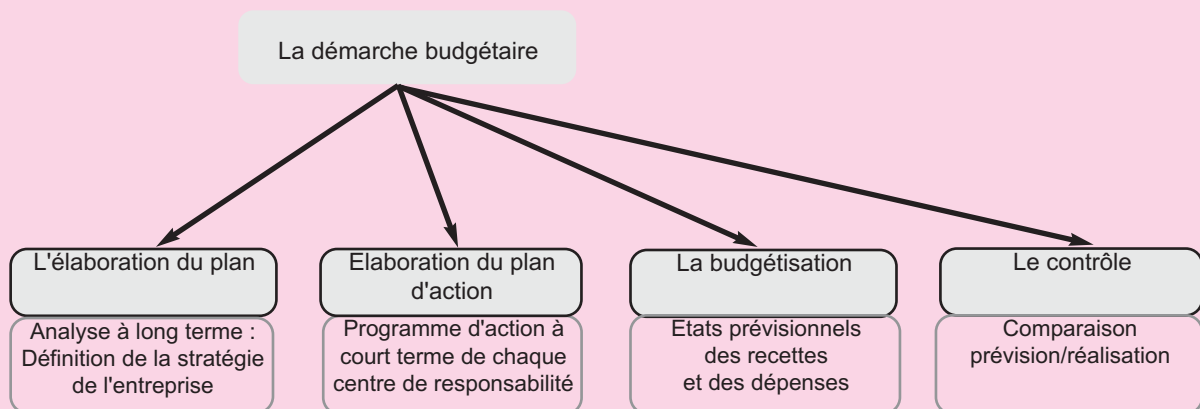 La démarche budgétaire
L'élaboration du plan
Analyse à long terme :
Définition de la stratégie
de l'entreprise
Elaboration du plan
d'action
Programme d'action à
court terme de chaque
centre de responsabilité
La budgétisation
Etats prévisionnels
des recettes
et des dépenses
Le contrôle
Comparaison
prévision/réalisation